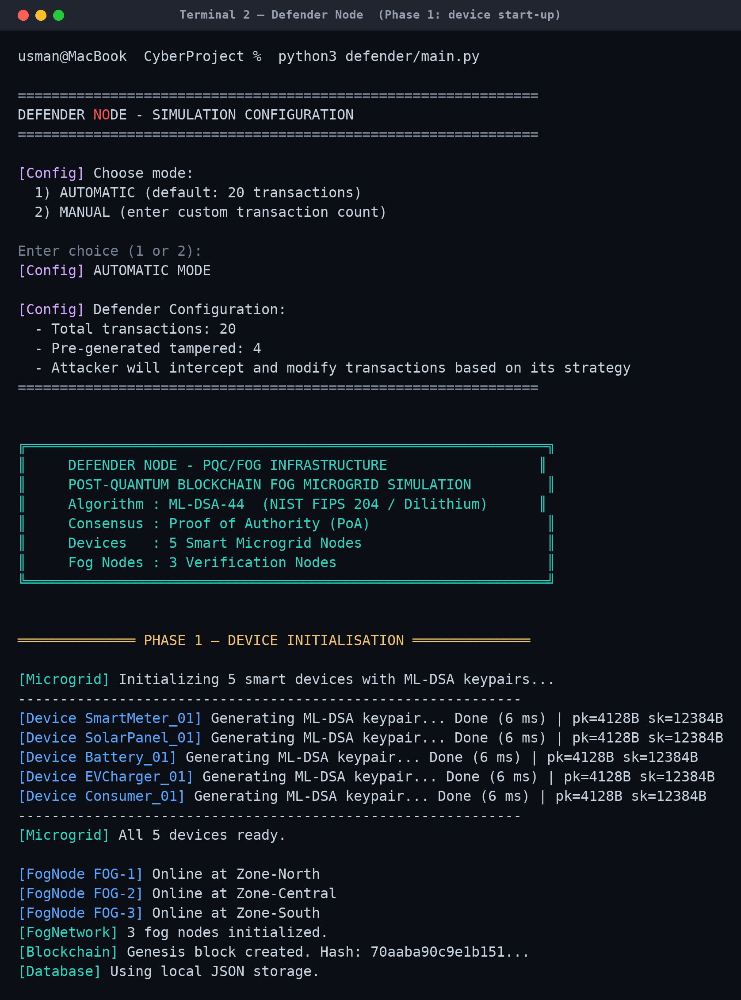 Terminal 2 — Defender Node  (Phase 1: device start-up)
usman@MacBook  CyberProject %  python3 defender/main.py
==============================================================
DEFENDER NODE - SIMULATION CONFIGURATION
==============================================================
[Config] Choose mode:
  1) AUTOMATIC (default: 20 transactions)
  2) MANUAL (enter custom transaction count)
Enter choice (1 or 2):
[Config] AUTOMATIC MODE
[Config] Defender Configuration:
  - Total transactions: 20
  - Pre-generated tampered: 4
  - Attacker will intercept and modify transactions based on its strategy
==============================================================
╔══════════════════════════════════════════════════════════════╗
║     DEFENDER NODE - PQC/FOG INFRASTRUCTURE                  ║
║     POST-QUANTUM BLOCKCHAIN FOG MICROGRID SIMULATION         ║
║     Algorithm : ML-DSA-44  (NIST FIPS 204 / Dilithium)      ║
║     Consensus : Proof of Authority (PoA)                     ║
║     Devices   : 5 Smart Microgrid Nodes                      ║
║     Fog Nodes : 3 Verification Nodes                         ║
╚══════════════════════════════════════════════════════════════╝
══════════════ PHASE 1 — DEVICE INITIALISATION ══════════════
[Microgrid] Initializing 5 smart devices with ML-DSA keypairs...
------------------------------------------------------------
[Device SmartMeter_01] Generating ML-DSA keypair... Done (6 ms) | pk=4128B sk=12384B
[Device SolarPanel_01] Generating ML-DSA keypair... Done (6 ms) | pk=4128B sk=12384B
[Device Battery_01] Generating ML-DSA keypair... Done (6 ms) | pk=4128B sk=12384B
[Device EVCharger_01] Generating ML-DSA keypair... Done (6 ms) | pk=4128B sk=12384B
[Device Consumer_01] Generating ML-DSA keypair... Done (6 ms) | pk=4128B sk=12384B
------------------------------------------------------------
[Microgrid] All 5 devices ready.
[FogNode FOG-1] Online at Zone-North
[FogNode FOG-2] Online at Zone-Central
[FogNode FOG-3] Online at Zone-South
[FogNetwork] 3 fog nodes initialized.
[Blockchain] Genesis block created. Hash: 70aaba90c9e1b151...
[Database] Using local JSON storage.